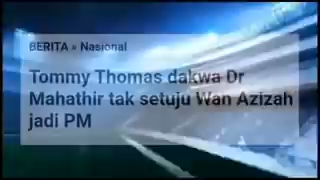 BERITA » Nasional
Tommy Thomas dakwa Dr
Mahathir tak setuju Wan Azizah
jadi PM